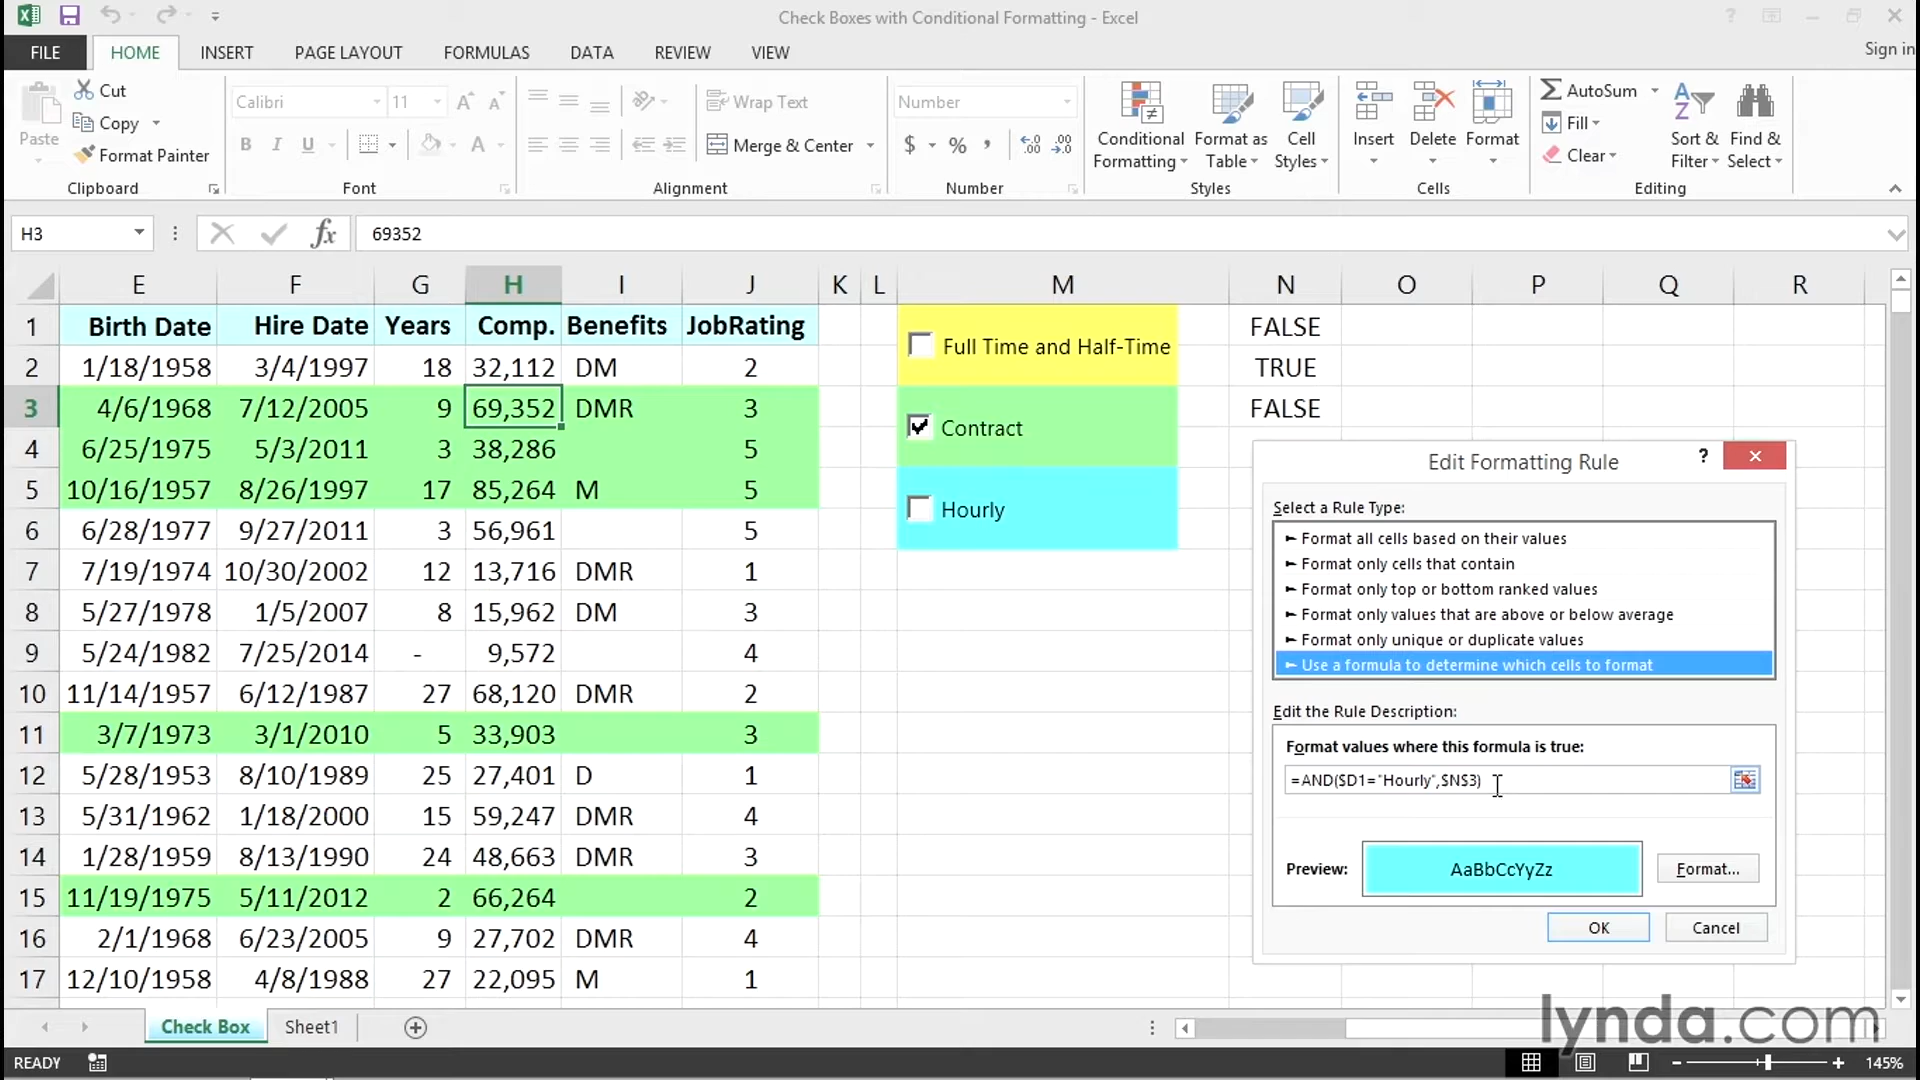 Check Boxes with Conditional Formatting - Excel
FILE HOME INSERT PAGE LAYOUT FORMULAS DATA REVIEW VIEW Sign in
Paste
Cut
Copy
Format Painter
Clipboard
Calibri 11
B I U A
Font
Wrap Text
Merge & Center
Alignment
Number
$ % ,
Number
Conditional Formatting
Format as Table
Cell Styles
Styles
Insert
Delete
Format
Cells
AutoSum
Fill
Clear
Sort & Filter
Find & Select
Editing
H3 fx 69352
E F G H I J K L M N O P Q R
1 Birth Date Hire Date Years Comp. Benefits JobRating FALSE
2 1/18/1958 3/4/1997 18 32,112 DM 2 TRUE
3 4/6/1968 7/12/2005 9 69,352 DMR 3 FALSE
4 6/25/1975 5/3/2011 3 38,286 5
5 10/16/1957 8/26/1997 17 85,264 M 5
6 6/28/1977 9/27/2011 3 56,961 5
7 7/19/1974 10/30/2002 12 13,716 DMR 1
8 5/27/1978 1/5/2007 8 15,962 DM 3
9 5/24/1982 7/25/2014 - 9,572 4
10 11/14/1957 6/12/1987 27 68,120 DMR 2
11 3/7/1973 3/1/2010 5 33,903 3
12 5/28/1953 8/10/1989 25 27,401 D 1
13 5/31/1962 1/18/2000 15 59,247 DMR 4
14 1/28/1959 8/13/1990 24 48,663 DMR 3
15 11/19/1975 5/11/2012 2 66,264 2
16 2/1/1968 6/23/2005 9 27,702 DMR 4
17 12/10/1958 4/8/1988 27 22,095 M 1
Full Time and Half-Time
Contract
Hourly
Edit Formatting Rule
Select a Rule Type:
Format all cells based on their values
Format only cells that contain
Format only top or bottom ranked values
Format only values that are above or below average
Format only unique or duplicate values
Use a formula to determine which cells to format
Edit the Rule Description:
Format values where this formula is true:
=AND($D1="Hourly",$N$3)
Preview: AaBbCcYyZz Format...
OK Cancel
Check Box Sheet1
lynda.com
READY 145%